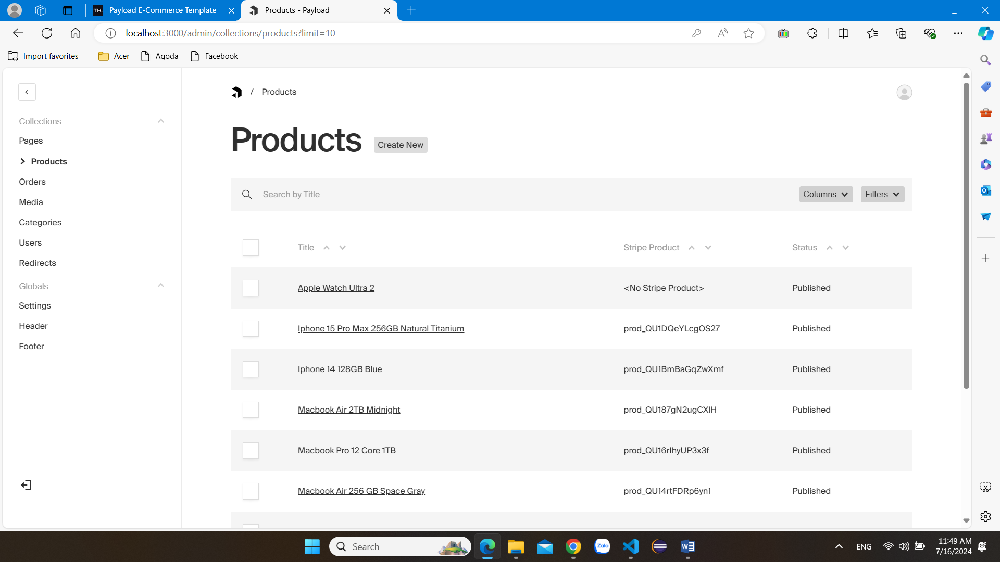 TH. Payload E-Commerce Template
Products - Payload
localhost:3000/admin/collections/products?limit=10
Import favorites
Acer
Agoda
Facebook
/ Products
Collections
Pages
Products
Orders
Media
Categories
Users
Redirects
Globals
Settings
Header
Footer
Products
Create New
Search by Title
Columns
Filters
Title
Stripe Product
Status
Apple Watch Ultra 2
<No Stripe Product>
Published
Iphone 15 Pro Max 256GB Natural Titanium
prod_QU1DQeYLcgOS27
Published
Iphone 14 128GB Blue
prod_QU1BmBaGqZwXmf
Published
Macbook Air 2TB Midnight
prod_QU187gN2ugCXlH
Published
Macbook Pro 12 Core 1TB
prod_QU16rIhyUP3x3f
Published
Macbook Air 256 GB Space Gray
prod_QU14rtFDRp6yn1
Published
Search
Zalo
ENG
11:49 AM
7/16/2024